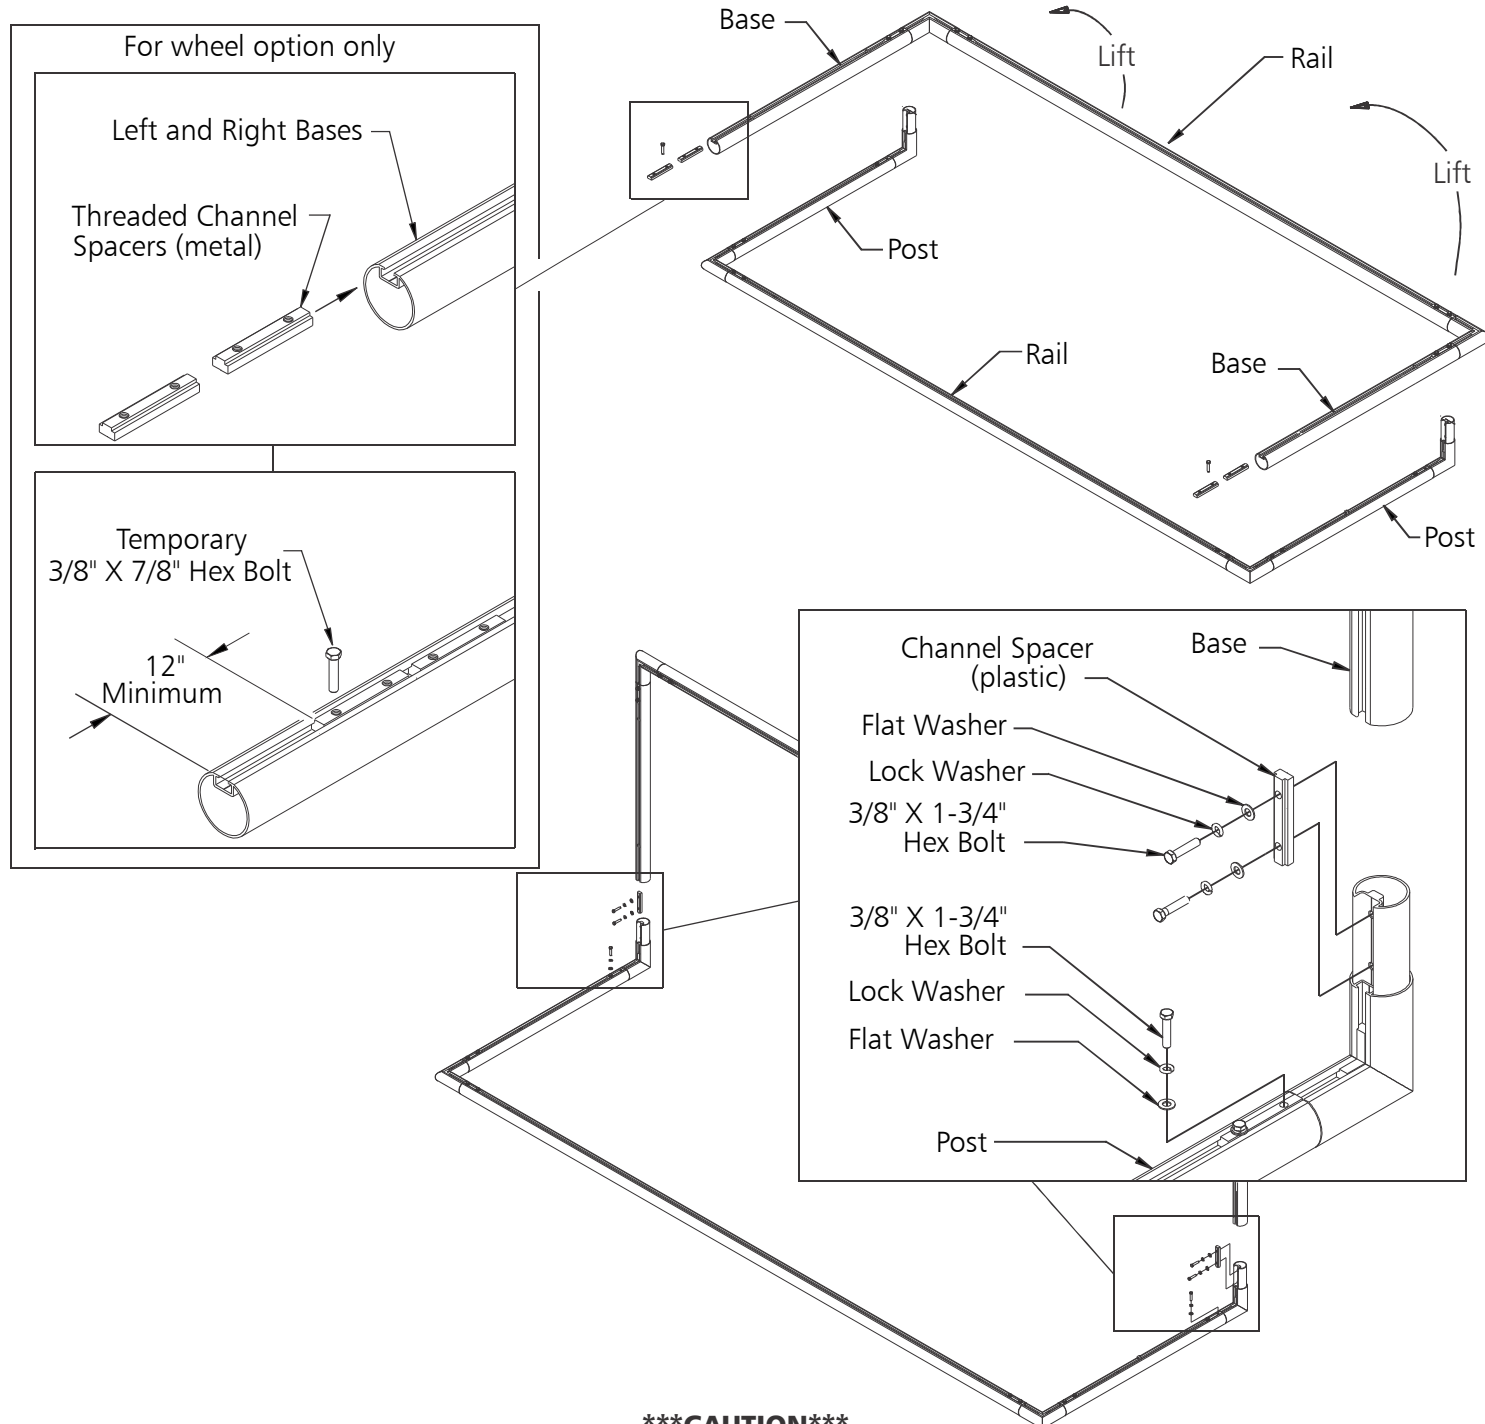 For wheel option only
Left and Right Bases
Threaded Channel
Spacers (metal)
Temporary
3/8" X 7/8" Hex Bolt
12"
Minimum
Base
Lift
Rail
Lift
Post
Rail
Base
Post
Channel Spacer
(plastic)
Base
Flat Washer
Lock Washer
3/8" X 1-3/4"
Hex Bolt
3/8" X 1-3/4"
Hex Bolt
Lock Washer
Flat Washer
Post
***CAUTION***